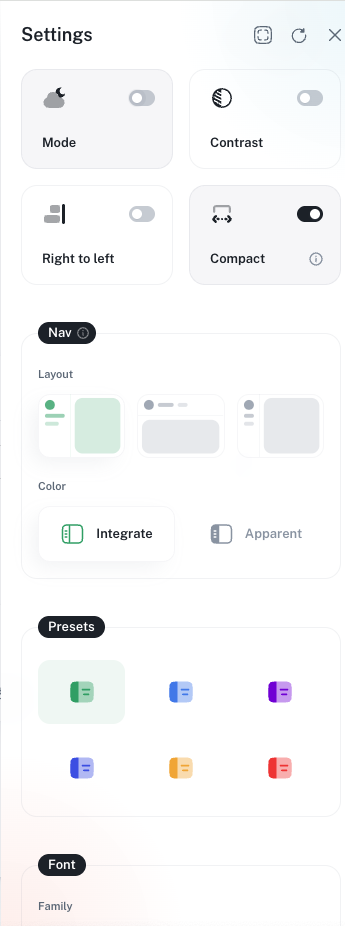 Settings
Mode
Contrast
Right to left
Compact
Nav
Layout
Color
Integrate
Apparent
Presets
Font
Family